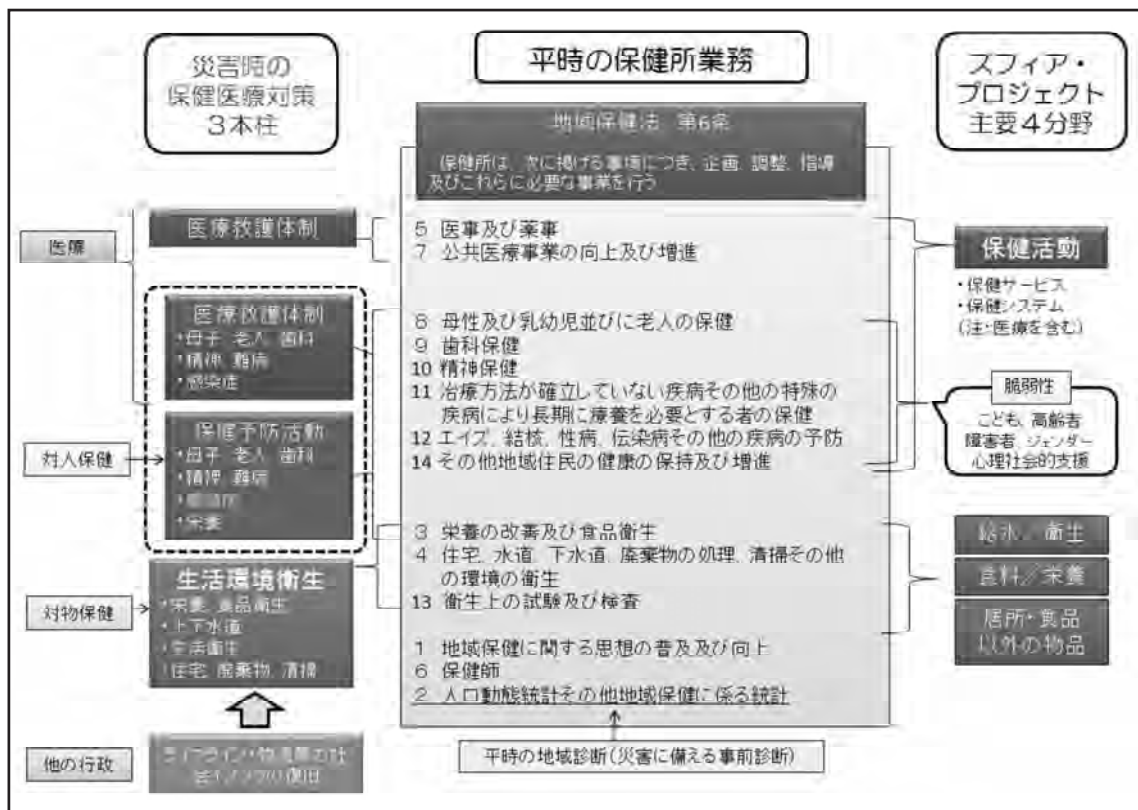 災害時の
保健医療対策
３本柱
平時の保健所業務
スフィア・
プロジェクト
主要４分野
地域保健法 第6条
保健所は、次に掲げる事項につき、企画、調整、指導
及びこれらに必要な事業を行う
医療
医療救護体制
5 医事及び薬事
7 公共医療事業の向上及び増進
保健活動
・保健サービス
・保健システム
(注・医療を含む)
医療救護体制
・母子 老人 歯科
・精神 難病
・感染症
8 母性及び乳幼児並びに老人の保健
9 歯科保健
10 精神保健
11 治療方法が確立していない疾病その他の特殊の
疾病により長期に療養を必要とする者の保健
12 エイズ、結核、性病、伝染病その他の疾病の予防
14 その他地域住民の健康の保持及び増進
脆弱性
こども、高齢者
障害者、ジェンダー
心理社会的支援
対人保健
保健予防活動
・母子 老人 歯科
・精神 難病
・感染症
・栄養
3 栄養の改善及び食品衛生
4 住宅、水道、下水道、廃棄物の処理、清掃その他
の環境の衛生
13 衛生上の試験及び検査
給水／衛生
食料／栄養
居所・食品
以外の物品
対物保健
生活環境衛生
・栄養、食品衛生
・上下水道
・生活衛生
・住宅、廃棄物、清掃
1 地域保健に関する思想の普及及び向上
6 保健師
2 人口動態統計その他地域保健に係る統計
他の行政
平時の地域診断(災害に備える事前診断)